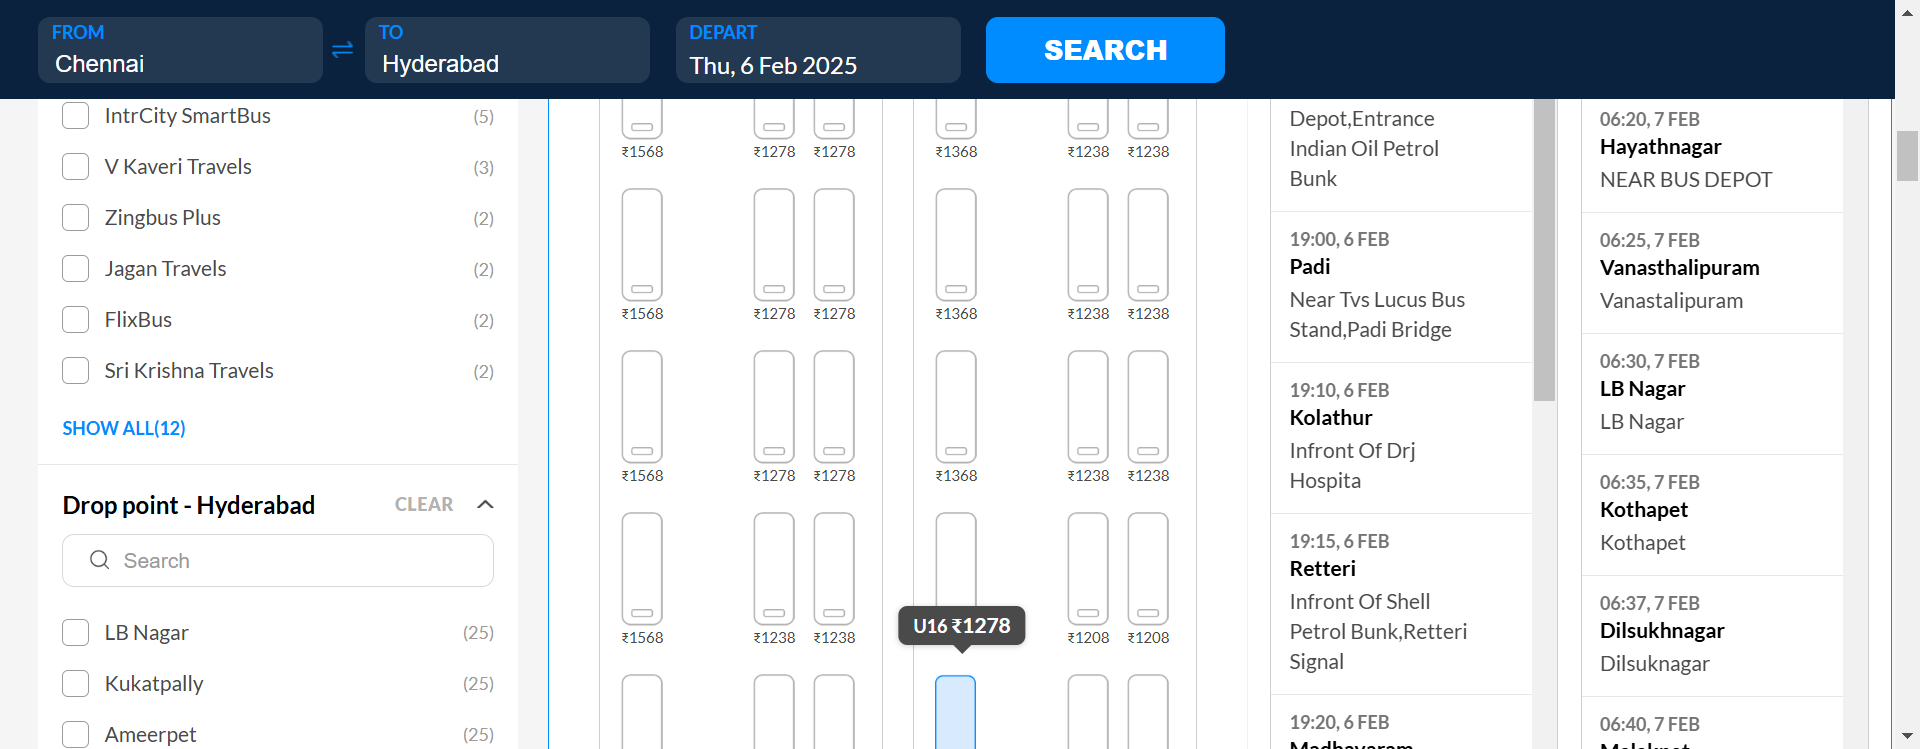 FROM
Chennai
TO
Hyderabad
DEPART
Thu, 6 Feb 2025
SEARCH
IntrCity SmartBus (5)
V Kaveri Travels (3)
Zingbus Plus (2)
Jagan Travels (2)
FlixBus (2)
Sri Krishna Travels (2)
SHOW ALL(12)
Drop point - Hyderabad CLEAR
Search
LB Nagar (25)
Kukatpally (25)
Ameerpet (25)
₹1568 ₹1278 ₹1278 ₹1368 ₹1238 ₹1238
₹1568 ₹1278 ₹1278 ₹1368 ₹1238 ₹1238
₹1568 ₹1278 ₹1278 ₹1368 ₹1238 ₹1238
U16 ₹1278
₹1568 ₹1238 ₹1238 ₹1208 ₹1208
Depot,Entrance
Indian Oil Petrol
Bunk
19:00, 6 FEB
Padi
Near Tvs Lucus Bus
Stand,Padi Bridge
19:10, 6 FEB
Kolathur
Infront Of Drj
Hospita
19:15, 6 FEB
Retteri
Infront Of Shell
Petrol Bunk,Retteri
Signal
19:20, 6 FEB
Madhavaram
06:20, 7 FEB
Hayathnagar
NEAR BUS DEPOT
06:25, 7 FEB
Vanasthalipuram
Vanastalipuram
06:30, 7 FEB
LB Nagar
LB Nagar
06:35, 7 FEB
Kothapet
Kothapet
06:37, 7 FEB
Dilsukhnagar
Dilsuknagar
06:40, 7 FEB